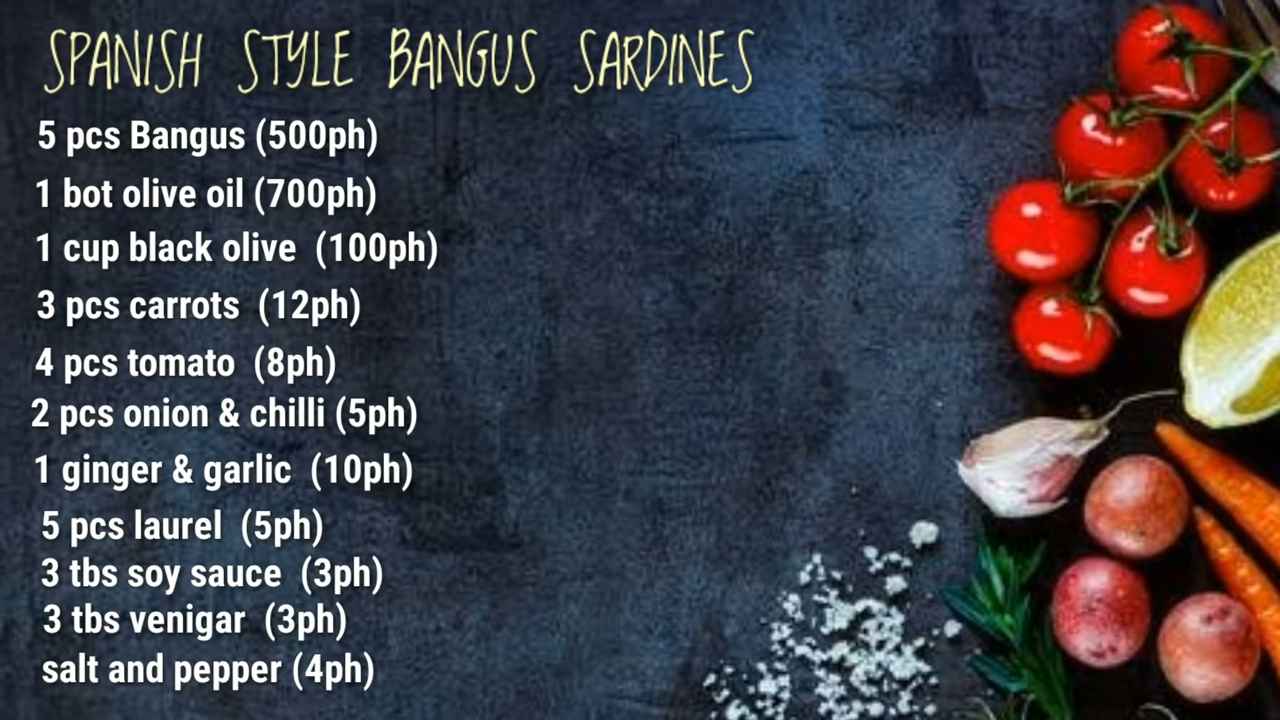 SPANISH STYLE BANGUS SARDINES
5 pcs Bangus (500ph)
1 bot olive oil (700ph)
1 cup black olive (100ph)
3 pcs carrots (12ph)
4 pcs tomato (8ph)
2 pcs onion & chilli (5ph)
1 ginger & garlic (10ph)
5 pcs laurel (5ph)
3 tbs soy sauce (3ph)
3 tbs venigar (3ph)
salt and pepper (4ph)